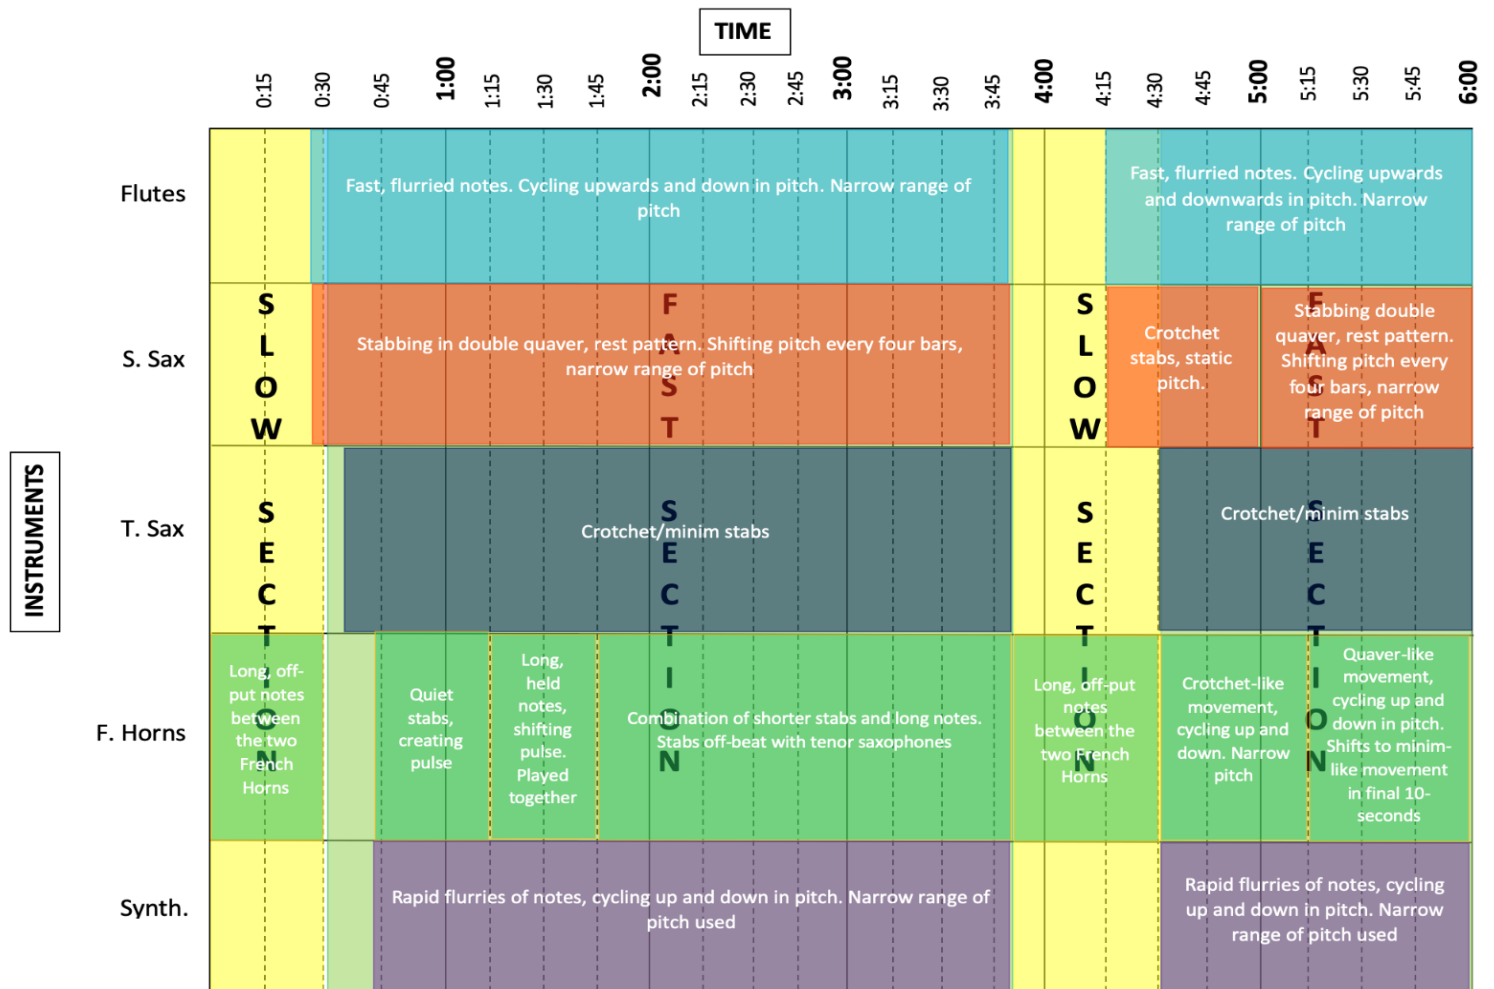 TIME
0:15 0:30 0:45 1:00 1:15 1:30 1:45 2:00 2:15 2:30 2:45 3:00 3:15 3:30 3:45 4:00 4:15 4:30 4:45 5:00 5:15 5:30 5:45 6:00
INSTRUMENTS
Flutes
Fast, flurried notes. Cycling upwards and down in pitch. Narrow range of
pitch
Fast, flurried notes. Cycling upwards
and downwards in pitch. Narrow
range of pitch
S. Sax
Stabbing in double quaver, rest pattern. Shifting pitch every four bars,
narrow range of pitch
Crotchet
stabs, static
pitch.
Stabbing double
quaver, rest pattern.
Shifting pitch every
four bars, narrow
range of pitch
T. Sax
Crotchet/minim stabs
Crotchet/minim stabs
F. Horns
Long, off-
put notes
between
the two
French
Horns
Quiet
stabs,
creating
pulse
Long,
held
notes,
shifting
pulse.
Played
together
Combination of shorter stabs and long notes.
Stabs off-beat with tenor saxophones
Long, off-put
notes
between the
two French
Horns
Crotchet-like
movement,
cycling up and
down. Narrow
pitch
Quaver-like
movement,
cycling up and
down in pitch.
Shifts to minim-
like movement
in final 10-
seconds
Synth.
Rapid flurries of notes, cycling up and down in pitch. Narrow range of
pitch used
Rapid flurries of notes, cycling
up and down in pitch. Narrow
range of pitch used
SLOW SECTION
FAST SECTION
SLOW SECTION
FAST SECTION